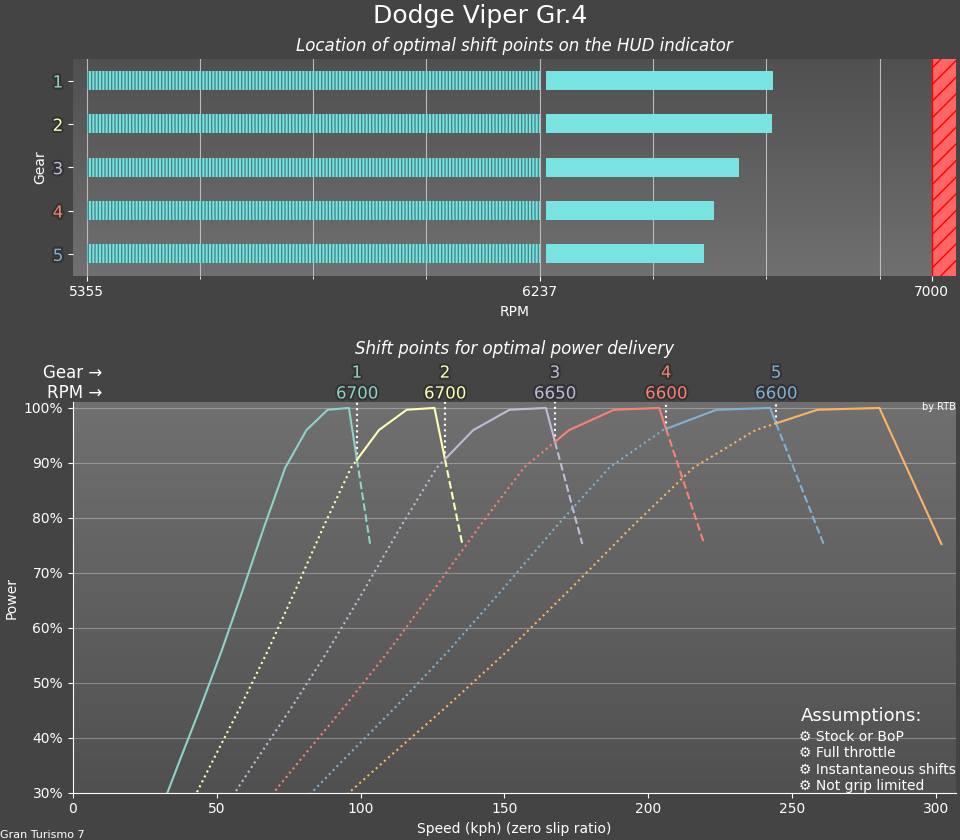 Dodge Viper Gr.4
Location of optimal shift points on the HUD indicator
Gear
1
2
3
4
5
5355 6237 7000
RPM
Shift points for optimal power delivery
Gear → 1 2 3 4 5
RPM → 6700 6700 6650 6600 6600
by RTB
Power
100%
90%
80%
70%
60%
50%
40%
30%
Assumptions:
⚙ Stock or BoP
⚙ Full throttle
⚙ Instantaneous shifts
⚙ Not grip limited
0 50 100 150 200 250 300
Speed (kph) (zero slip ratio)
Gran Turismo 7